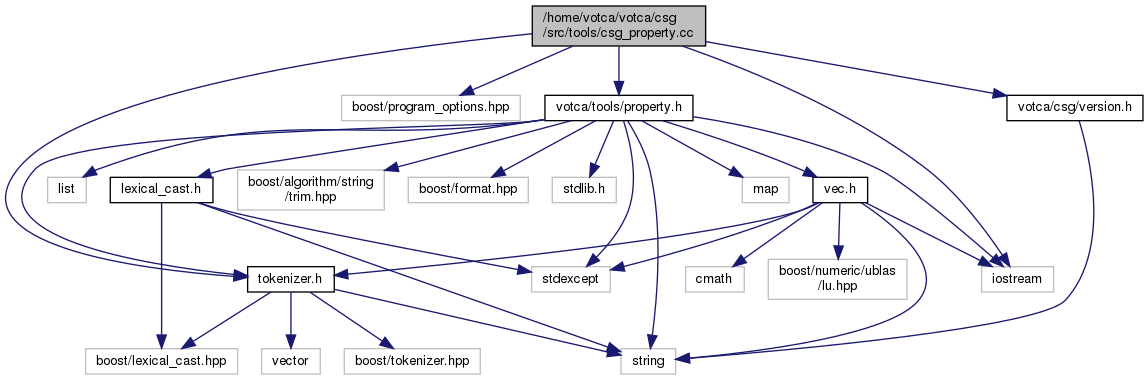 /home/votca/votca/csg
/src/tools/csg_property.cc
boost/program_options.hpp
votca/tools/property.h
votca/csg/version.h
list
lexical_cast.h
boost/algorithm/string
/trim.hpp
boost/format.hpp
stdlib.h
map
vec.h
tokenizer.h
stdexcept
cmath
boost/numeric/ublas
/lu.hpp
iostream
boost/lexical_cast.hpp
vector
boost/tokenizer.hpp
string